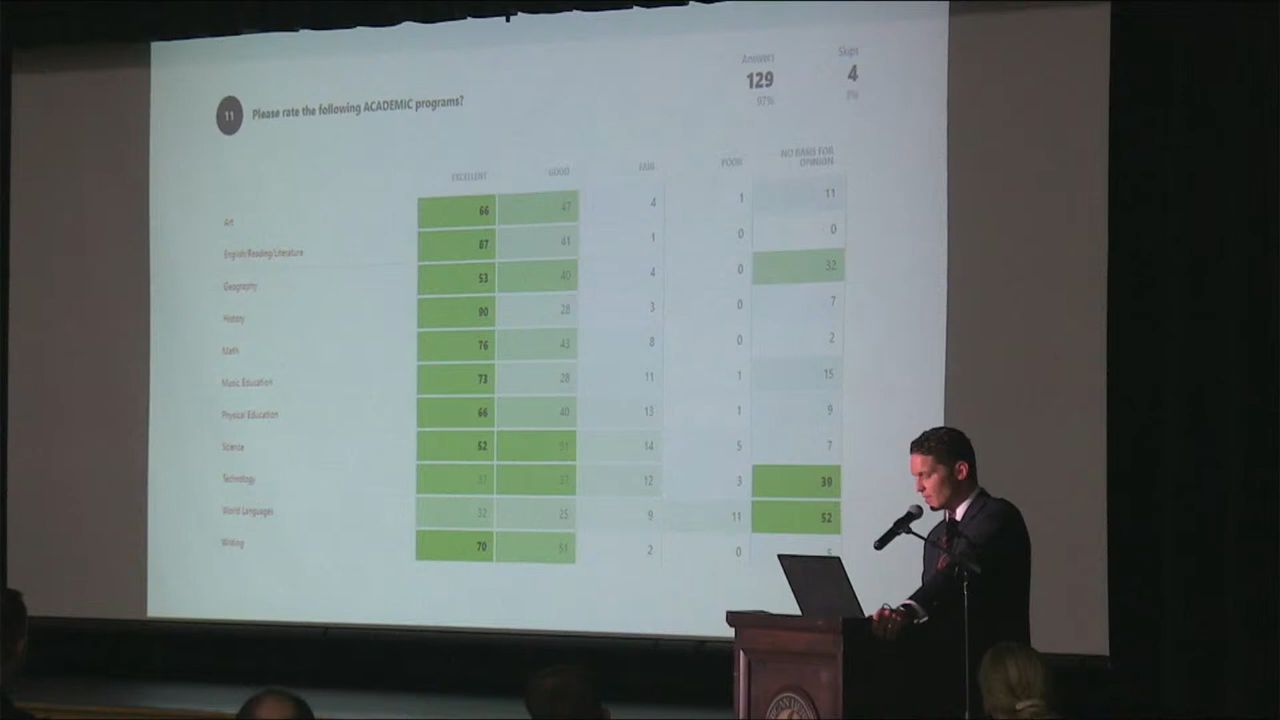 Answers
Skips
129
4
97%
11
Please rate the following ACADEMIC programs?
EXCELLENT GOOD FAIR POOR NO BASIS FOR
OPINION
Art 66 47 4 1 11
English/Reading/Literature 87 41 1 0 0
Geography 53 40 4 0 32
History 90 28 3 0 7
Math 76 43 8 0 2
Music Education 73 28 11 1 15
Physical Education 66 40 13 1 9
Science 52 51 14 5 7
Technology 37 37 12 3 39
World Languages 32 25 9 11 52
Writing 70 51 2 0 5